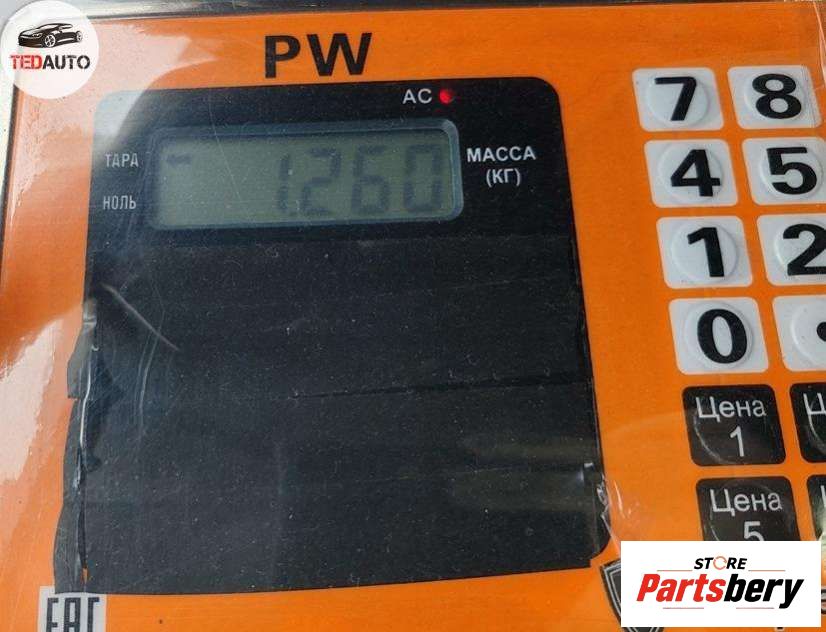 TEDAUTO
PW
AC
ТАРА
НОЛЬ
1.260
МАССА
(КГ)
7 8
4 5
1 2
0 .
Цена
1
Ц
Цена
5
EAC
STORE
Partsbery